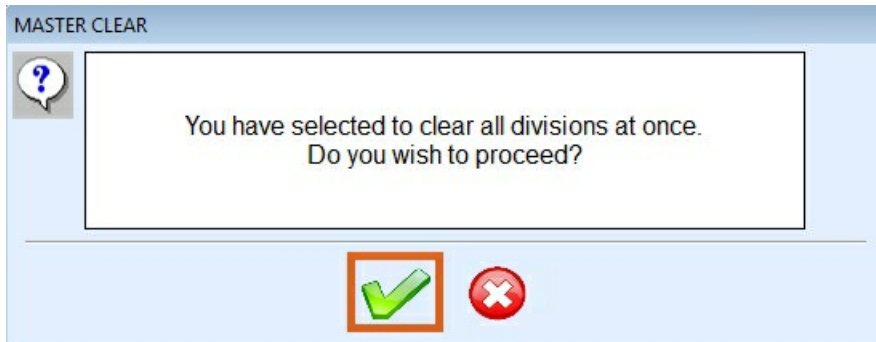 MASTER CLEAR
?
You have selected to clear all divisions at once.
Do you wish to proceed?